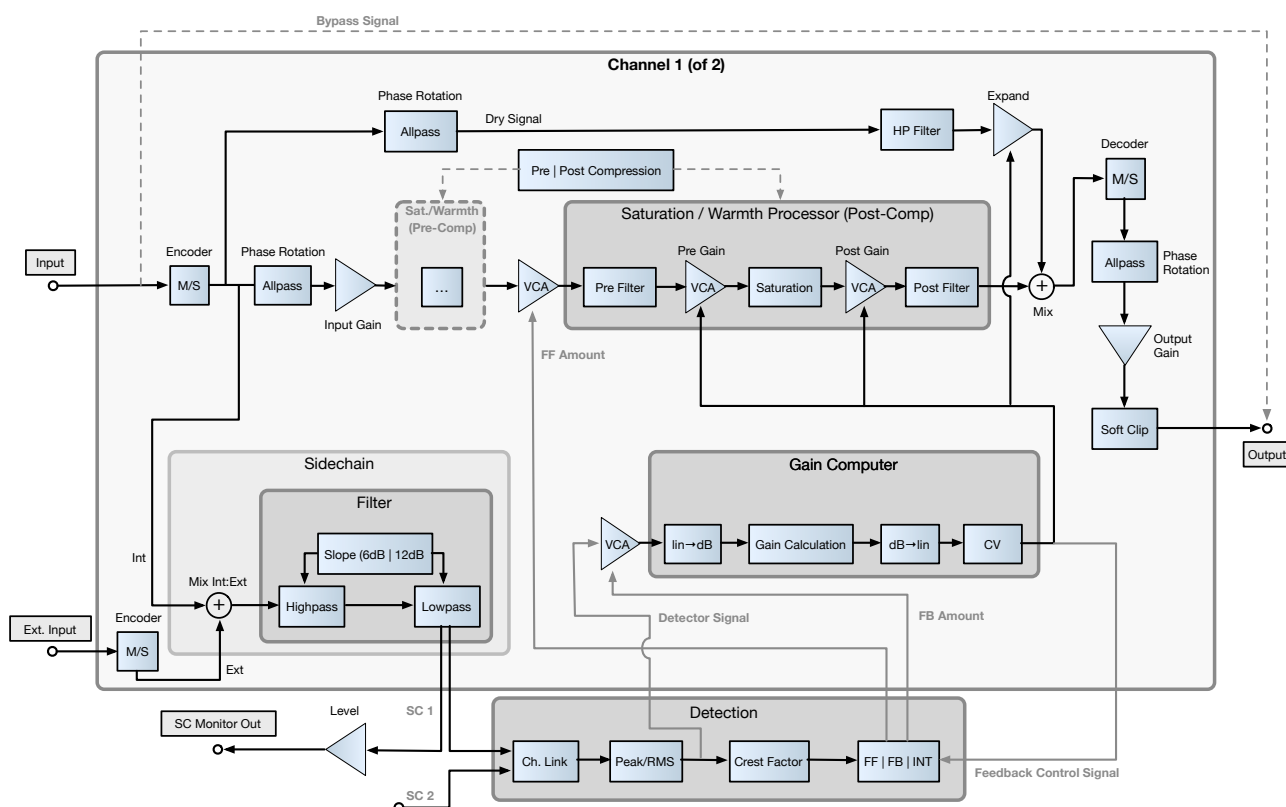 Bypass Signal
Channel 1 (of 2)
Phase Rotation
Expand
Allpass
Dry Signal
HP Filter
Decoder
Pre | Post Compression
M/S
Sat./Warmth
(Pre-Comp)
Saturation / Warmth Processor (Post-Comp)
Input
Encoder
Phase Rotation
Pre Gain
Post Gain
Allpass
Phase
Rotation
M/S
Allpass
...
VCA
Pre Filter
VCA
Saturation
VCA
Post Filter
Input Gain
Mix
FF Amount
Output
Gain
Soft Clip
Output
Sidechain
Gain Computer
Filter
Int
Slope (6dB | 12dB
VCA
lin→dB
Gain Calculation
dB→lin
CV
Mix Int:Ext
Highpass
Lowpass
Detector Signal
FB Amount
Ext. Input
Encoder
M/S
Ext
SC 1
Detection
SC Monitor Out
Level
Ch. Link
Peak/RMS
Crest Factor
FF | FB | INT
Feedback Control Signal
SC 2